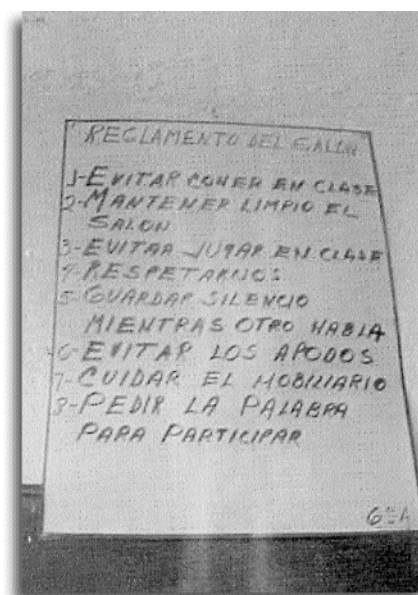 REGLAMENTO DEL SALON
1-EVITAR COMER EN CLASE
2-MANTENER LIMPIO EL
SALON
3-EVITAR JUGAR EN CLASE
4-RESPETARNOS
5-GUARDAR SILENCIO
MIENTRAS OTRO HABLA
6-EVITAR LOS APODOS
7-CUIDAR EL MOBILIARIO
8-PEDIR LA PALABRA
PARA PARTICIPAR
6ºA